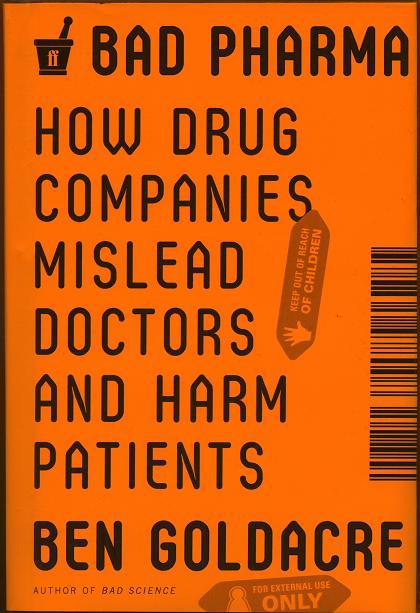 ff BAD PHARMA
HOW DRUG
COMPANIES
MISLEAD
DOCTORS
AND HARM
PATIENTS
KEEP OUT OF REACH
OF CHILDREN
BEN GOLDACRE
AUTHOR OF BAD SCIENCE
FOR EXTERNAL USE
ONLY